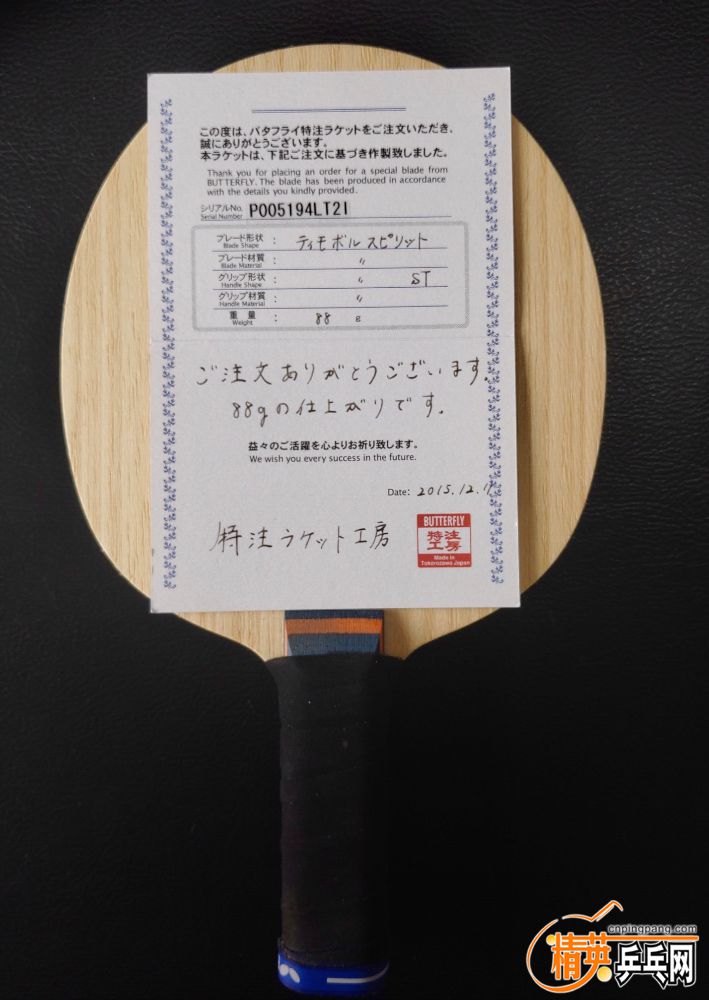 この度は、バタフライ特注ラケットをご注文いただき、
誠にありがとうございます。
本ラケットは、下記ご注文に基づき作製致しました。
Thank you for placing an order for a special blade from
BUTTERFLY. The blade has been produced in accordance
with the details you kindly provided.
シリアルNo. P005194LT21
Serial Number
ブレード形状 : ティモボルスピリット
Blade Shape
ブレード材質 : 〃
Blade Material
グリップ形状 : 〃 ST
Handle Shape
グリップ材質 : 〃
Handle Material
重量 : 88 g
Weight
ご注文ありがとうございます。
88gの仕上がりです。
益々のご活躍を心よりお祈り致します。
We wish you every success in the future.
Date: 2015.12.
特注ラケット工房
BUTTERFLY
特注
工房
Made in
Tokorozawa Japan
cnpingpang.com
精英乒乓网